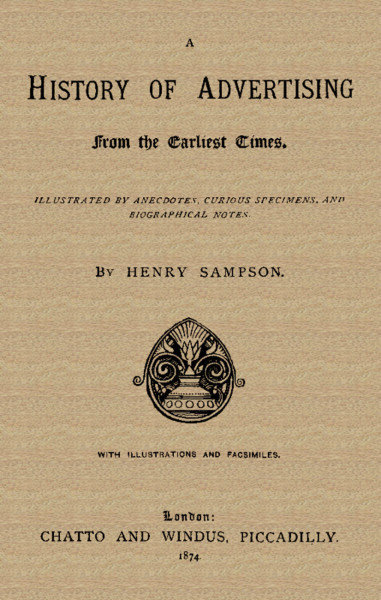 A
HISTORY OF ADVERTISING
From the Earliest Times.
ILLUSTRATED BY ANECDOTES, CURIOUS SPECIMENS, AND
BIOGRAPHICAL NOTES.
BY HENRY SAMPSON.
WITH ILLUSTRATIONS AND FACSIMILES.
London:
CHATTO AND WINDUS, PICCADILLY.
1874.